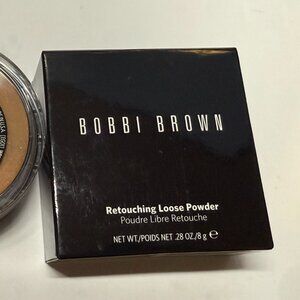 BOBBI BROWN
Retouching Loose Powder
Poudre Libre Retouche
NET WT./POIDS NET .28 OZ./8 g e